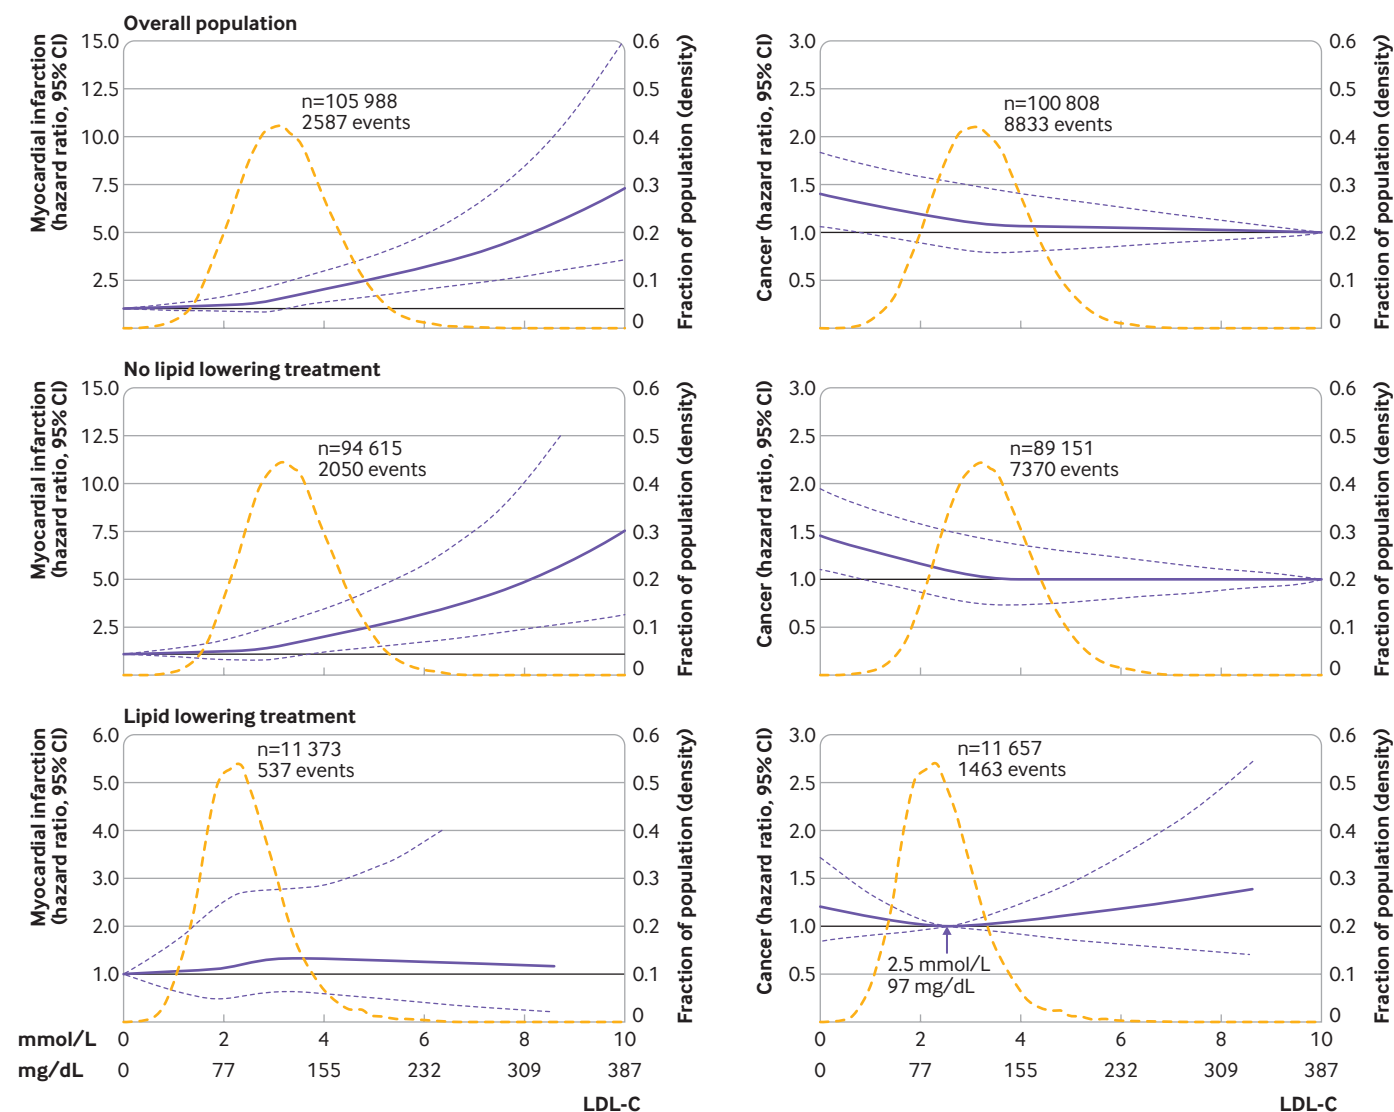 Overall population
Myocardial infarction
(hazard ratio, 95% CI)
15.0
12.5
10.0
7.5
5.0
2.5
n=105 988
2587 events
0.6
0.5
0.4
0.3
0.2
0.1
0
Fraction of population (density)
Cancer (hazard ratio, 95% CI)
3.0
2.5
2.0
1.5
1.0
0.5
n=100 808
8833 events
0.6
0.5
0.4
0.3
0.2
0.1
0
Fraction of population (density)
No lipid lowering treatment
Myocardial infarction
(hazard ratio, 95% CI)
15.0
12.5
10.0
7.5
5.0
2.5
n=94 615
2050 events
0.6
0.5
0.4
0.3
0.2
0.1
0
Fraction of population (density)
Cancer (hazard ratio, 95% CI)
3.0
2.5
2.0
1.5
1.0
0.5
n=89 151
7370 events
0.6
0.5
0.4
0.3
0.2
0.1
0
Fraction of population (density)
Lipid lowering treatment
Myocardial infarction
(hazard ratio, 95% CI)
6.0
5.0
4.0
3.0
2.0
1.0
n=11 373
537 events
0.6
0.5
0.4
0.3
0.2
0.1
0
Fraction of population (density)
Cancer (hazard ratio, 95% CI)
3.0
2.5
2.0
1.5
1.0
0.5
n=11 657
1463 events
2.5 mmol/L
97 mg/dL
0.6
0.5
0.4
0.3
0.2
0.1
0
Fraction of population (density)
mmol/L 0 2 4 6 8 10 0 2 4 6 8 10
mg/dL 0 77 155 232 309 387 0 77 155 232 309 387
LDL-C LDL-C